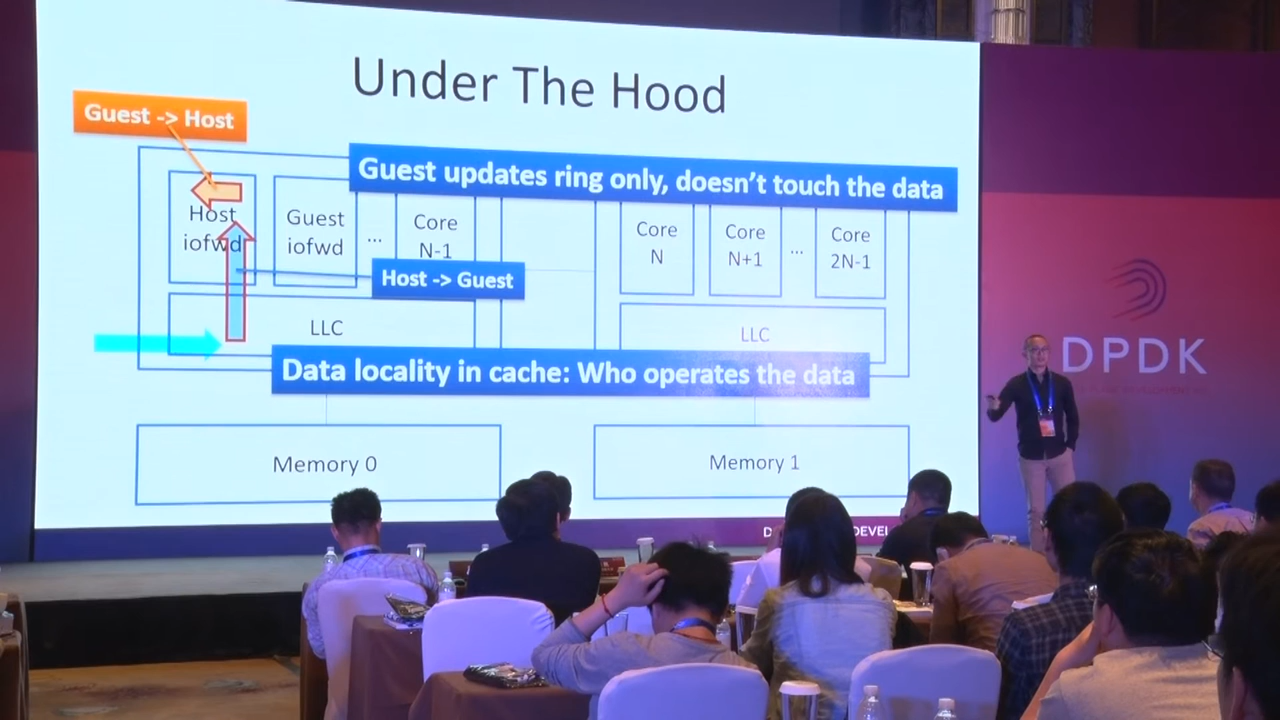 Under The Hood
Guest -> Host
Guest updates ring only, doesn't touch the data
Host
iofwd
Guest
iofwd
...
Core
N-1
Core
N
Core
N+1
...
Core
2N-1
Host -> Guest
LLC
LLC
Data locality in cache: Who operates the data
Memory 0
Memory 1
DPDK